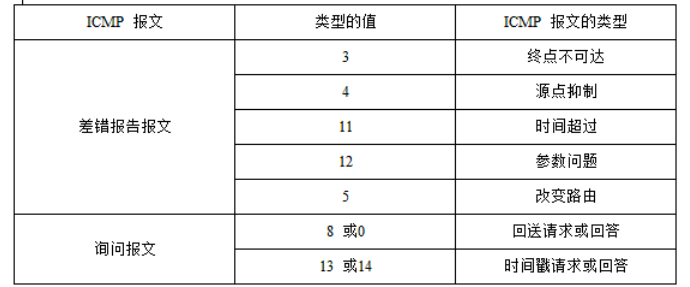 ICMP 报文 类型的值 ICMP 报文的类型
3 终点不可达
4 源点抑制
差错报告报文 11 时间超过
12 参数问题
5 改变路由
询问报文 8 或0 回送请求或回答
13 或14 时间戳请求或回答